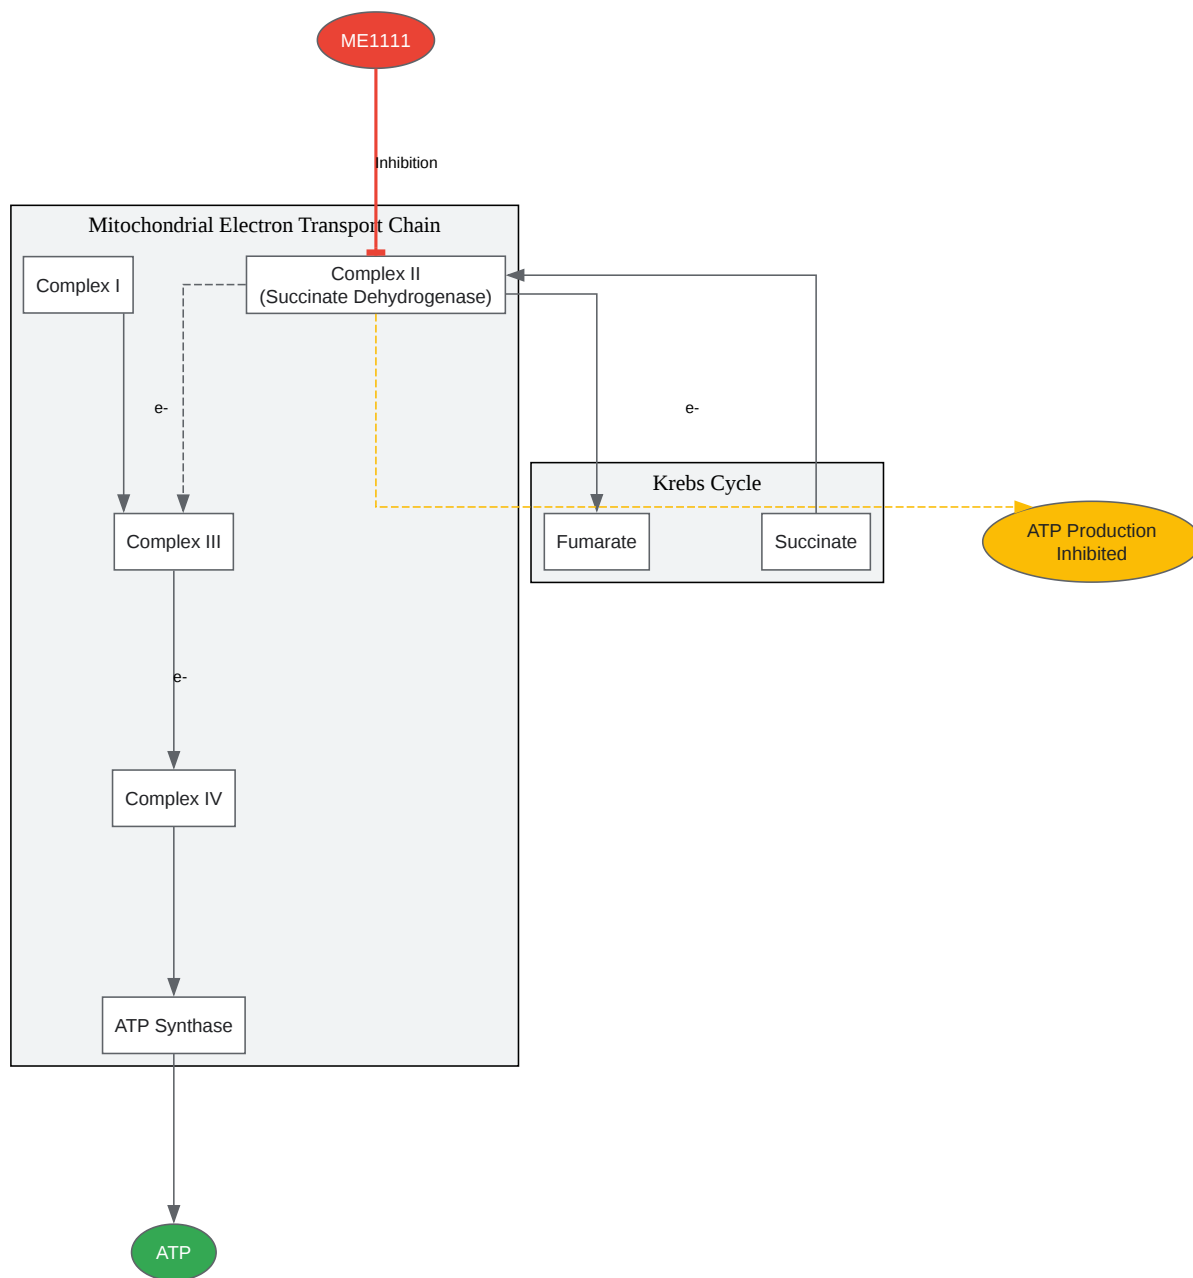 ME1111
Inhibition
Mitochondrial Electron Transport Chain
Complex I
Complex II
(Succinate Dehydrogenase)
e-
e-
Krebs Cycle
Complex III
Fumarate
Succinate
ATP Production
Inhibited
e-
Complex IV
ATP Synthase
ATP